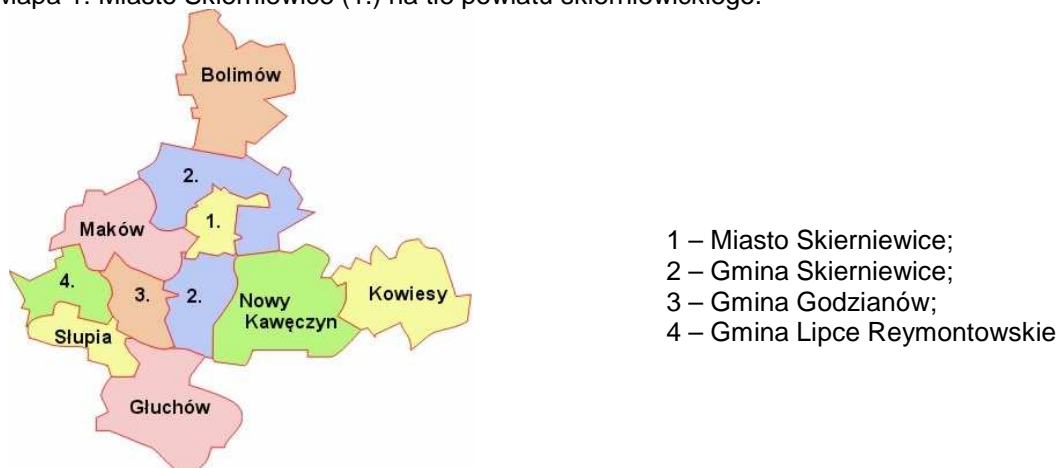 Mapa 1. Miasto Skierniewice (1.) na tle powiatu skierniewickiego.
Bolimów
2.
1.
Maków
4.
3.
2.
Nowy
Kawęczyn
Kowiesy
Słupia
Głuchów
1 – Miasto Skierniewice;
2 – Gmina Skierniewice;
3 – Gmina Godzianów;
4 – Gmina Lipce Reymontowskie